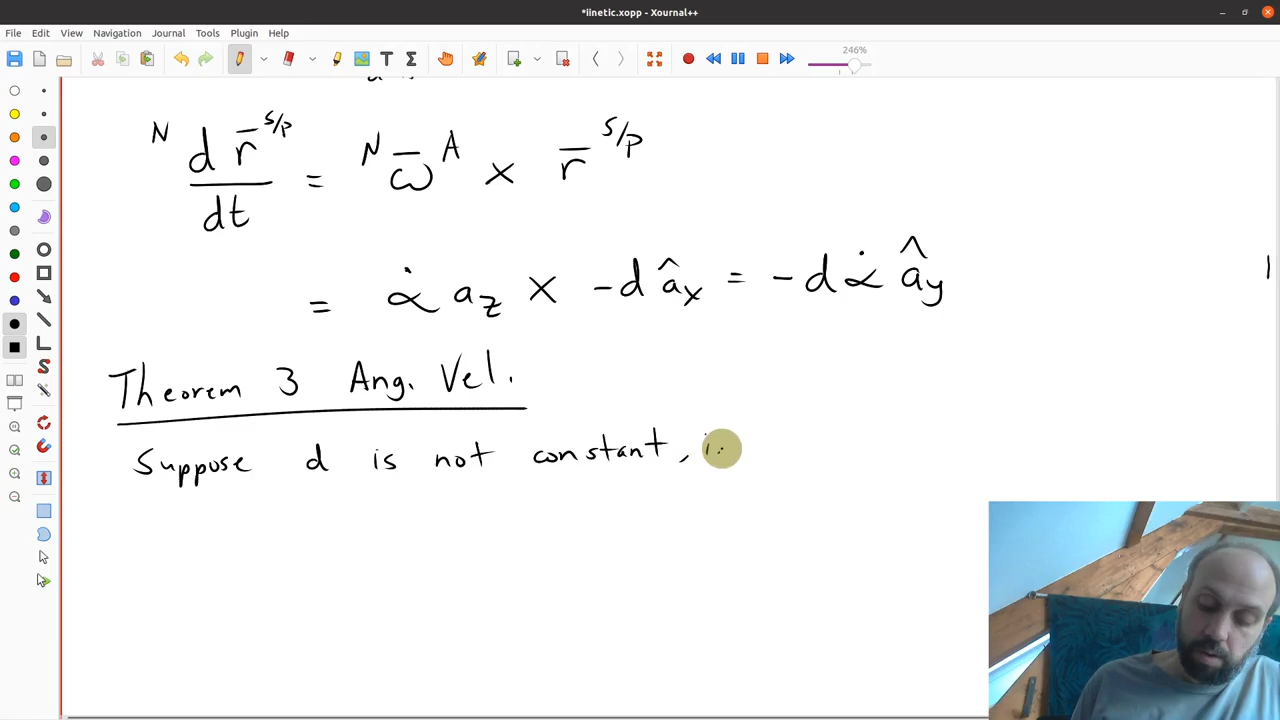 *iinetic.xopp - Xournal++
File Edit View Navigation Journal Tools Plugin Help
246%
N d r̄ S/P / dt = N ω̄ A × r̄ S/P
= α̇ a_z × -d â_x = -d α̇ â_y
Theorem 3 Ang. Vel.
Suppose d is not constant, i.